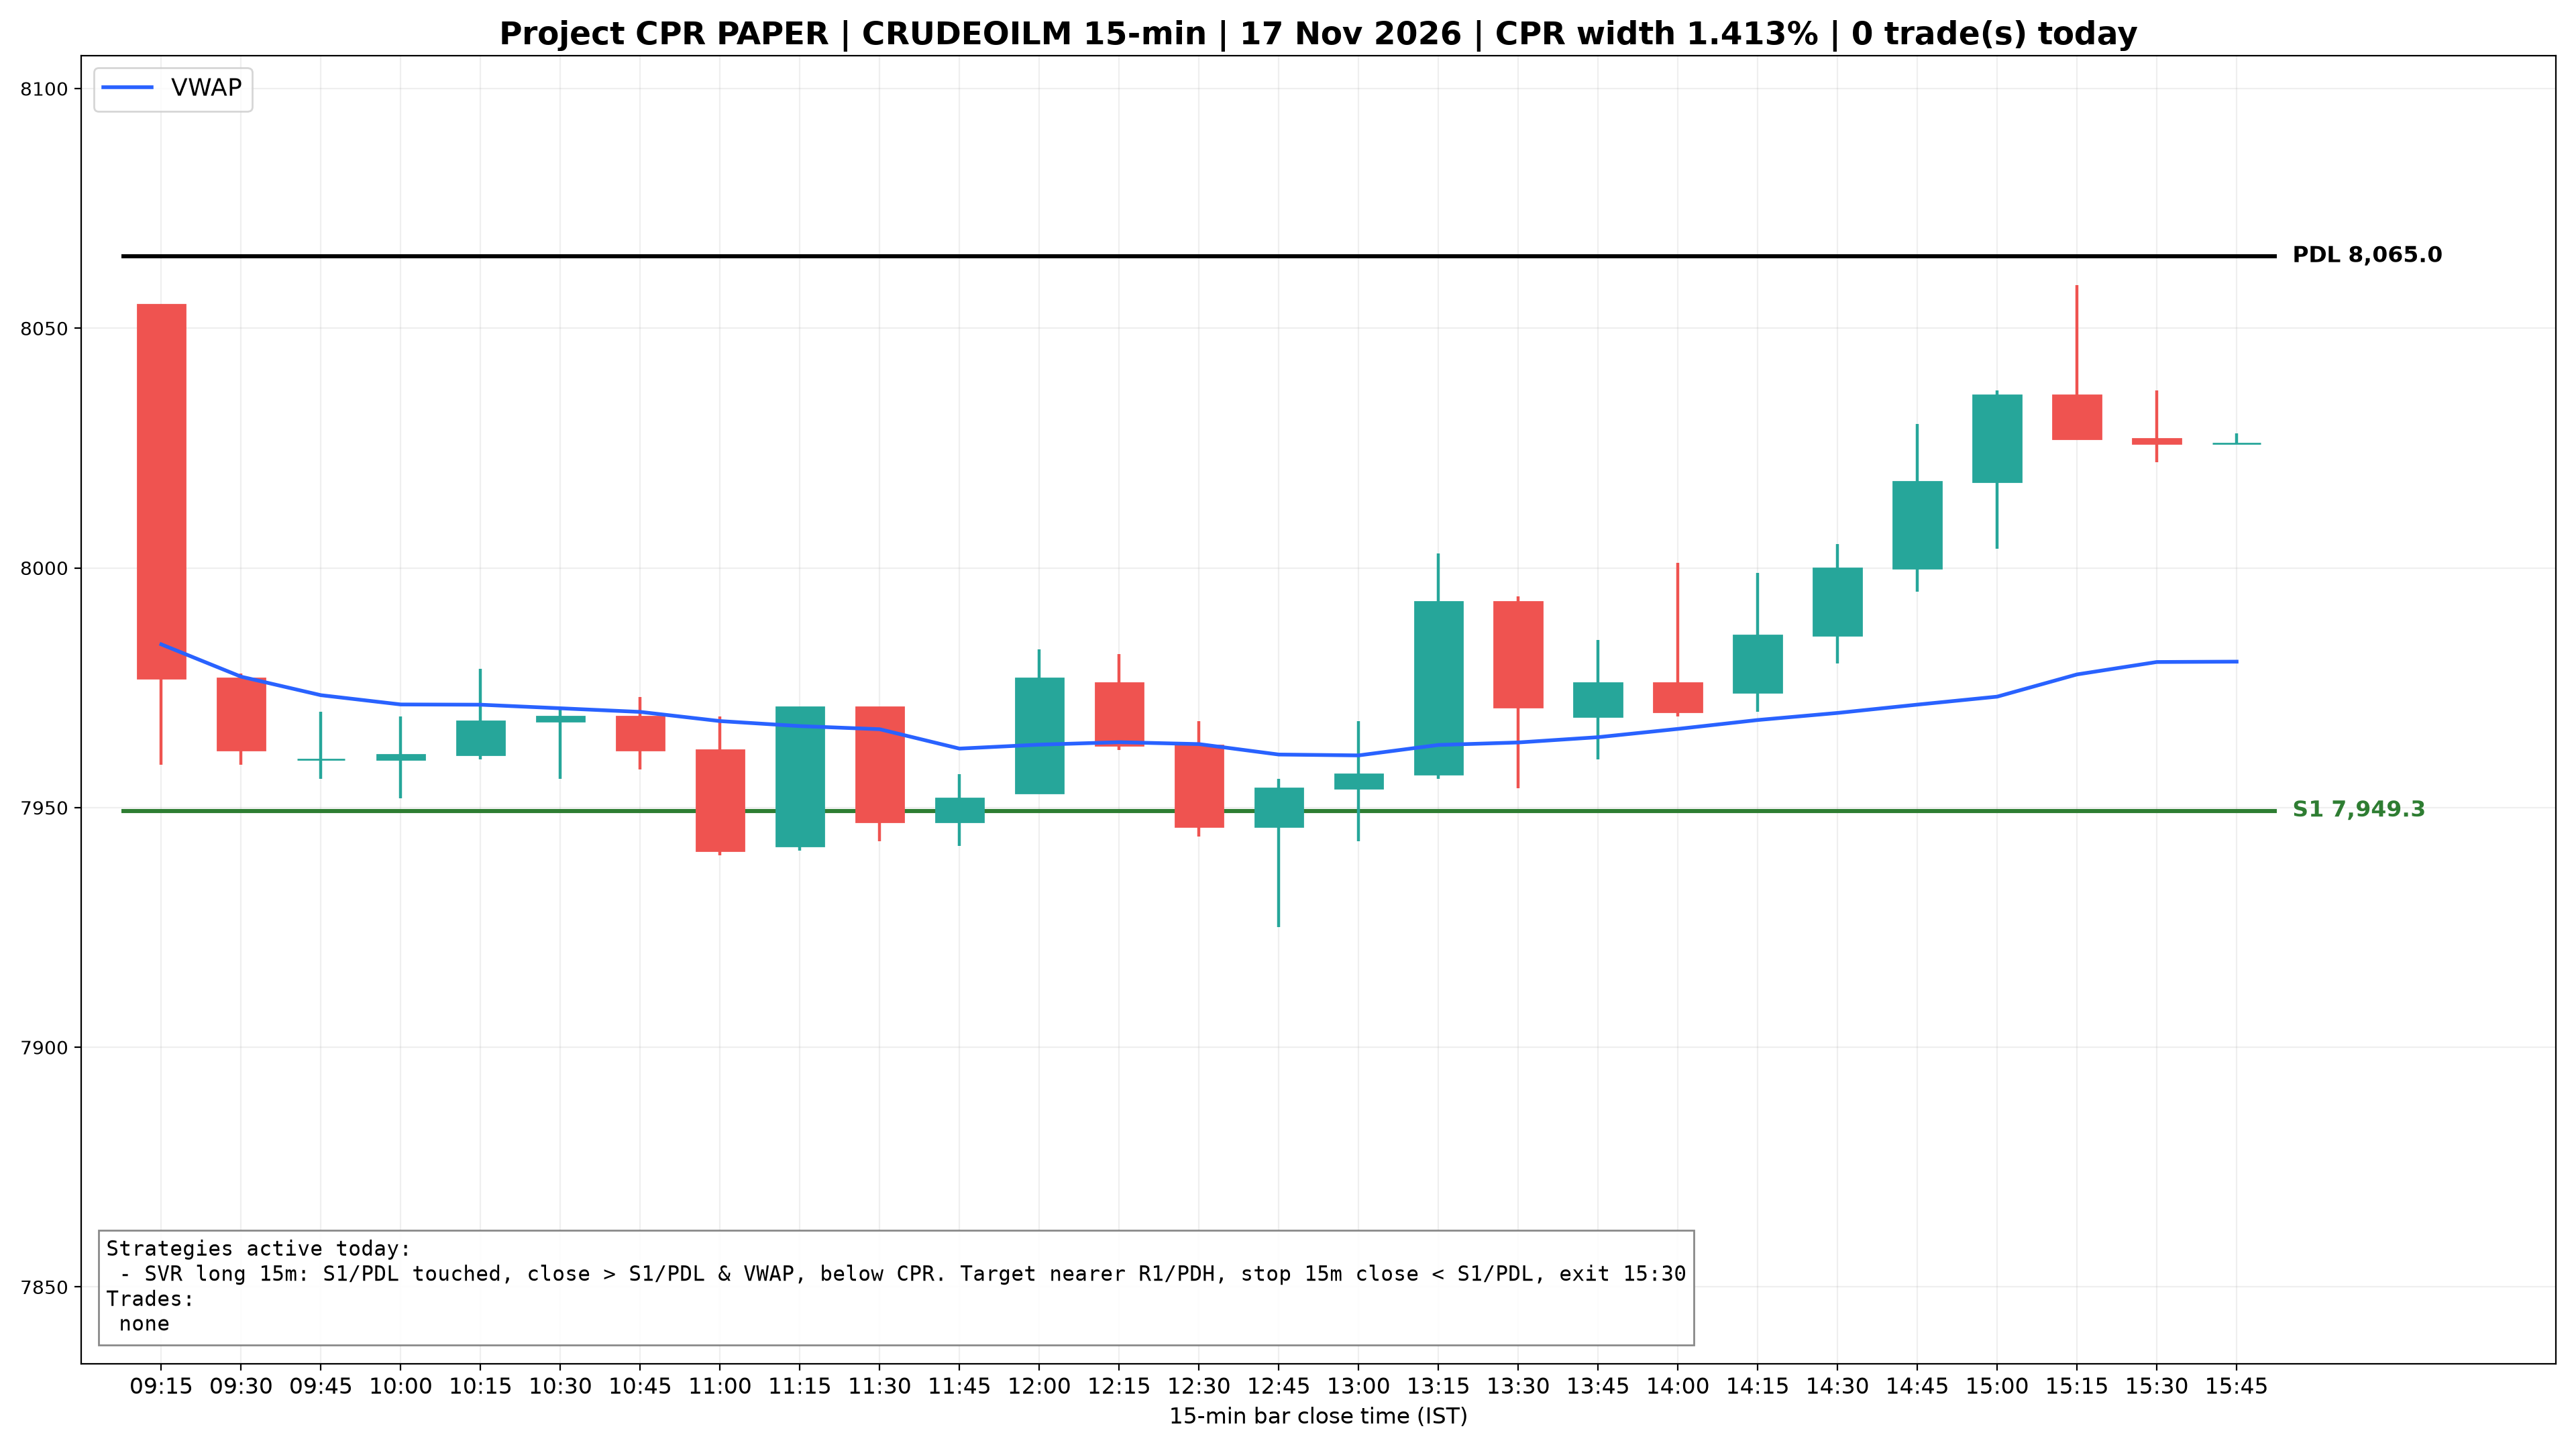 Project CPR PAPER | CRUDEOILM 15-min | 17 Nov 2026 | CPR width 1.413% | 0 trade(s) today
VWAP
8100
8050
8000
7950
7900
7850
PDL 8,065.0
S1 7,949.3
Strategies active today:
- SVR long 15m: S1/PDL touched, close > S1/PDL & VWAP, below CPR. Target nearer R1/PDH, stop 15m close < S1/PDL, exit 15:30
Trades:
none
09:15 09:30 09:45 10:00 10:15 10:30 10:45 11:00 11:15 11:30 11:45 12:00 12:15 12:30 12:45 13:00 13:15 13:30 13:45 14:00 14:15 14:30 14:45 15:00 15:15 15:30 15:45
15-min bar close time (IST)